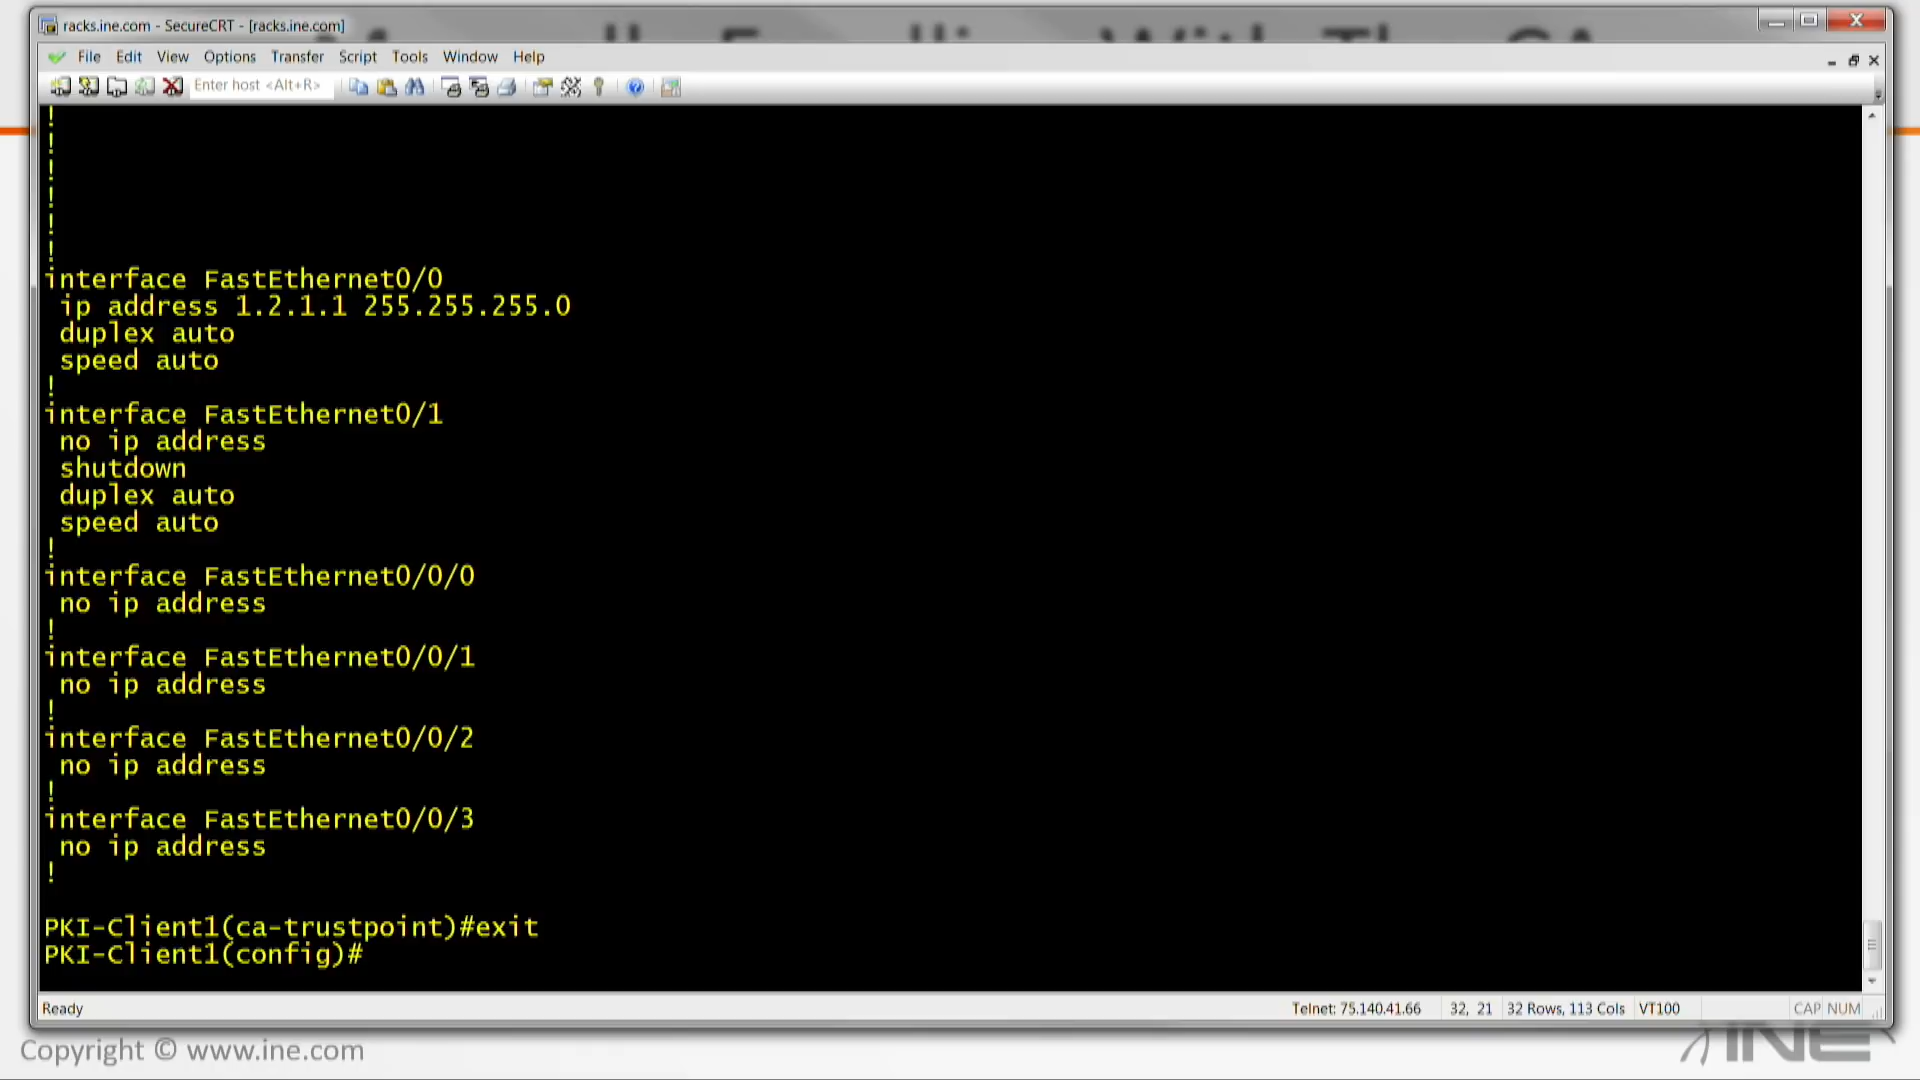 racks.ine.com - SecureCRT - [racks.ine.com]
File Edit View Options Transfer Script Tools Window Help
Enter host <Alt+R>
!
!
!
!
!
!
interface FastEthernet0/0
 ip address 1.2.1.1 255.255.255.0
 duplex auto
 speed auto
!
interface FastEthernet0/1
 no ip address
 shutdown
 duplex auto
 speed auto
!
interface FastEthernet0/0/0
 no ip address
!
interface FastEthernet0/0/1
 no ip address
!
interface FastEthernet0/0/2
 no ip address
!
interface FastEthernet0/0/3
 no ip address
!
PKI-Client1(ca-trustpoint)#exit
PKI-Client1(config)#
Ready Telnet: 75.140.41.66 32, 21 32 Rows, 113 Cols VT100 CAP NUM
Copyright © www.ine.com INE